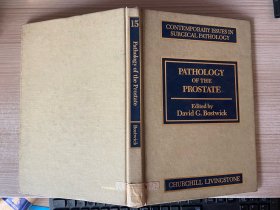 15
Pathology of the Prostate
Bostwick
CONTEMPORARY ISSUES IN
SURGICAL PATHOLOGY
PATHOLOGY
OF THE
PROSTATE
Edited by
David G. Bostwick
CHURCHILL LIVINGSTONE